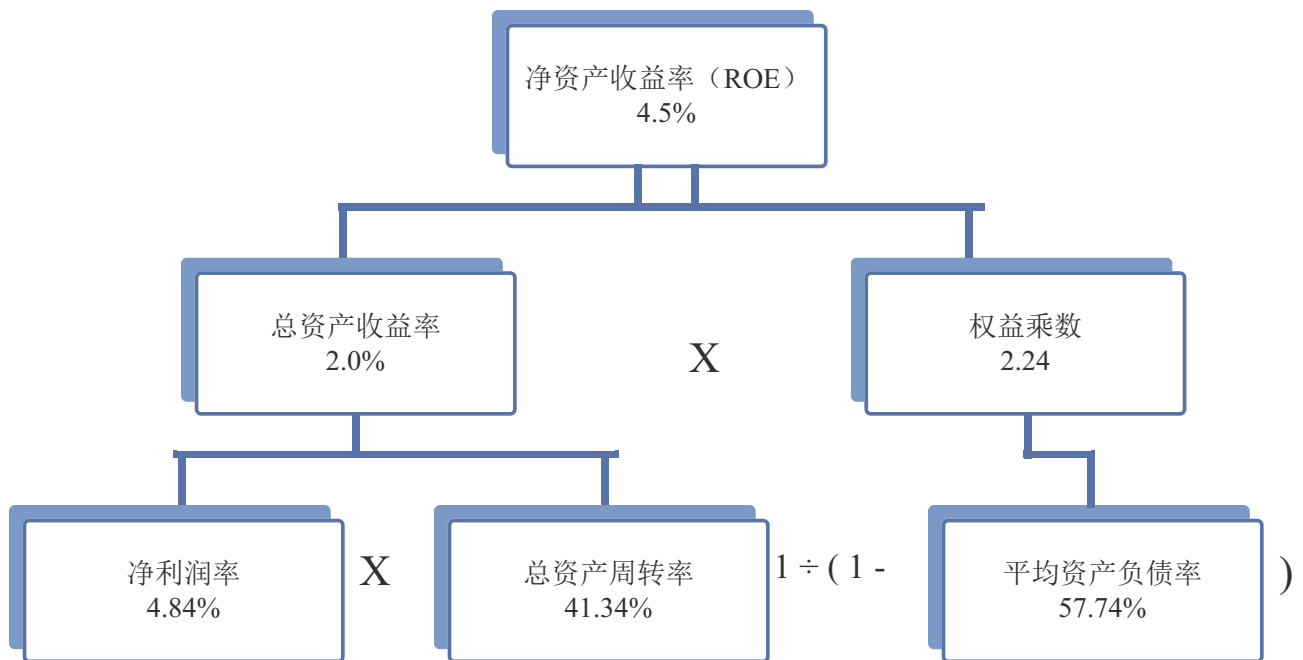 净资产收益率（ROE）
4.5%
总资产收益率
2.0%
X
权益乘数
2.24
净利润率
4.84%
X
总资产周转率
41.34%
1 ÷ ( 1 -
平均资产负债率
57.74%
)